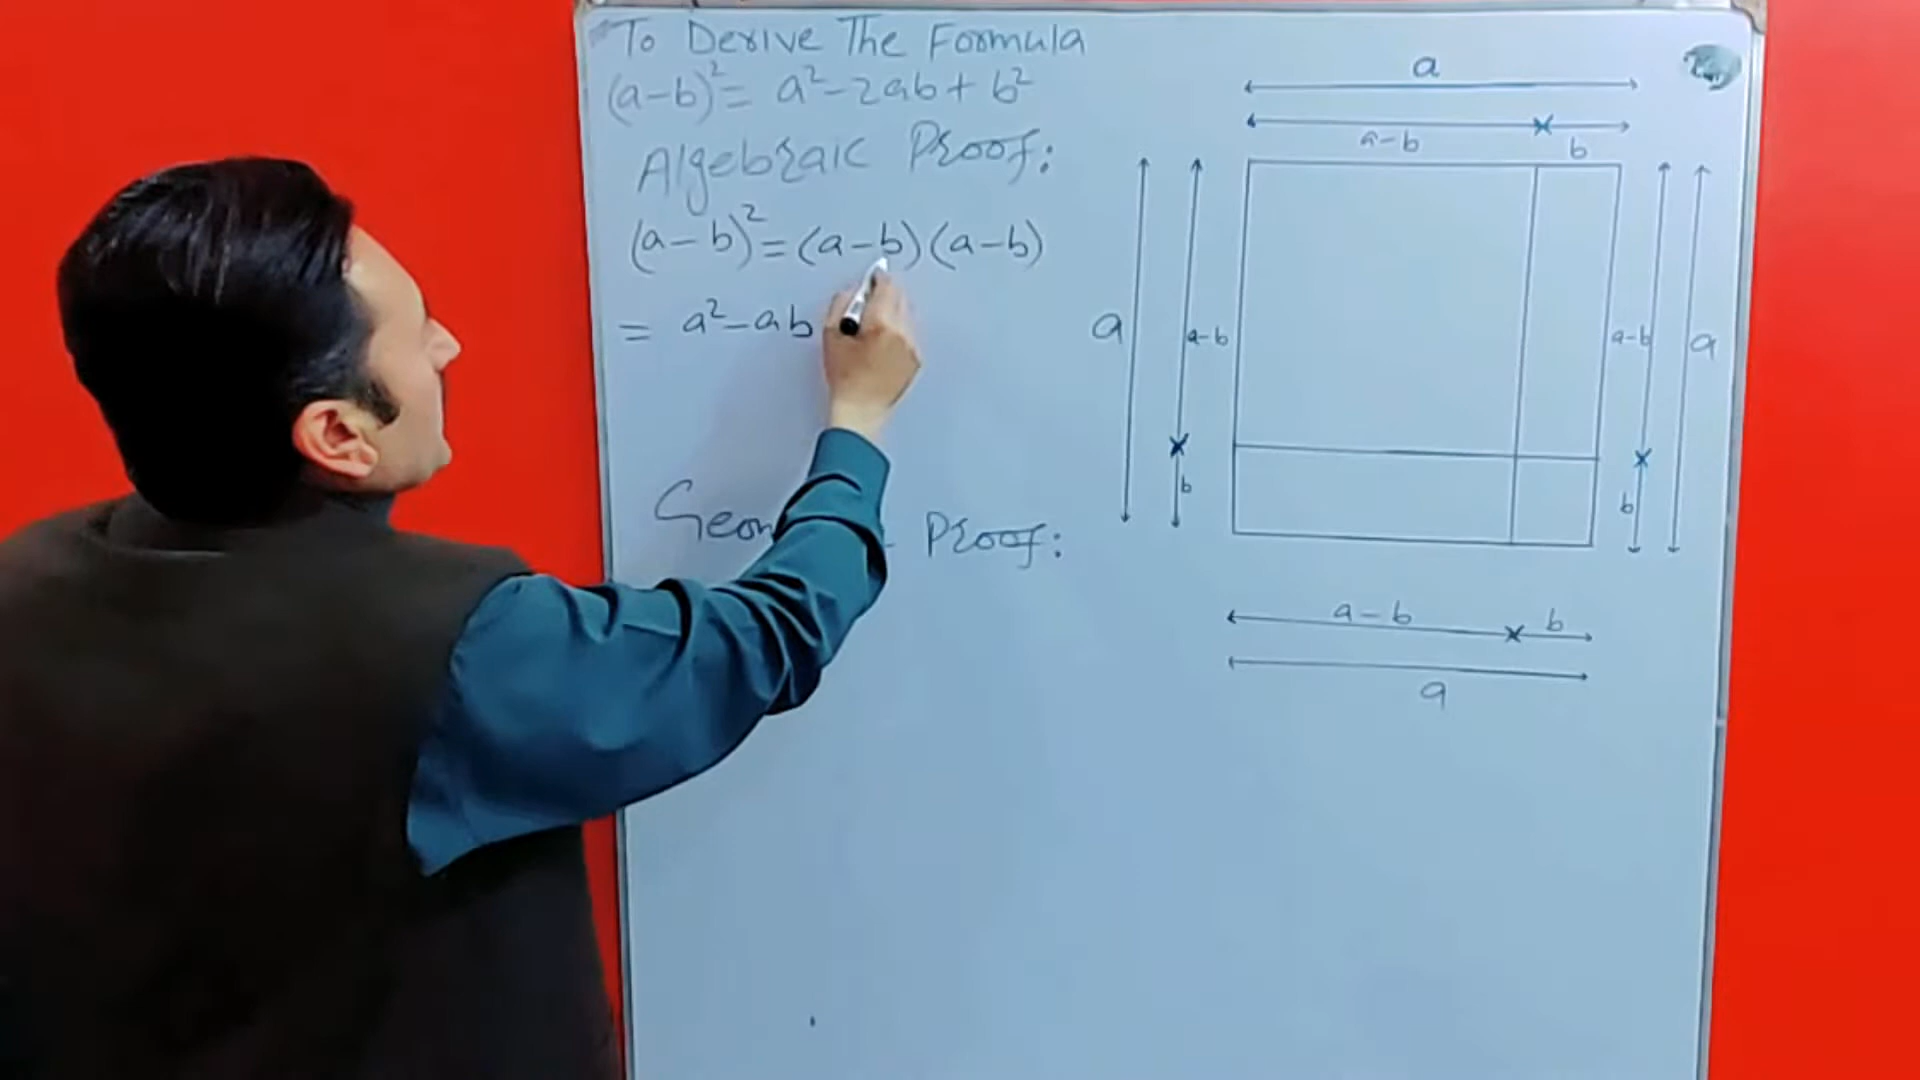 To Derive The Formula
(a-b)² = a² - 2ab + b²
Algebraic Proof:
(a-b)² = (a-b)(a-b)
= a² - ab
Proof:
a
a-b b
a
a-b
b
a-b
b
a
a-b b
a